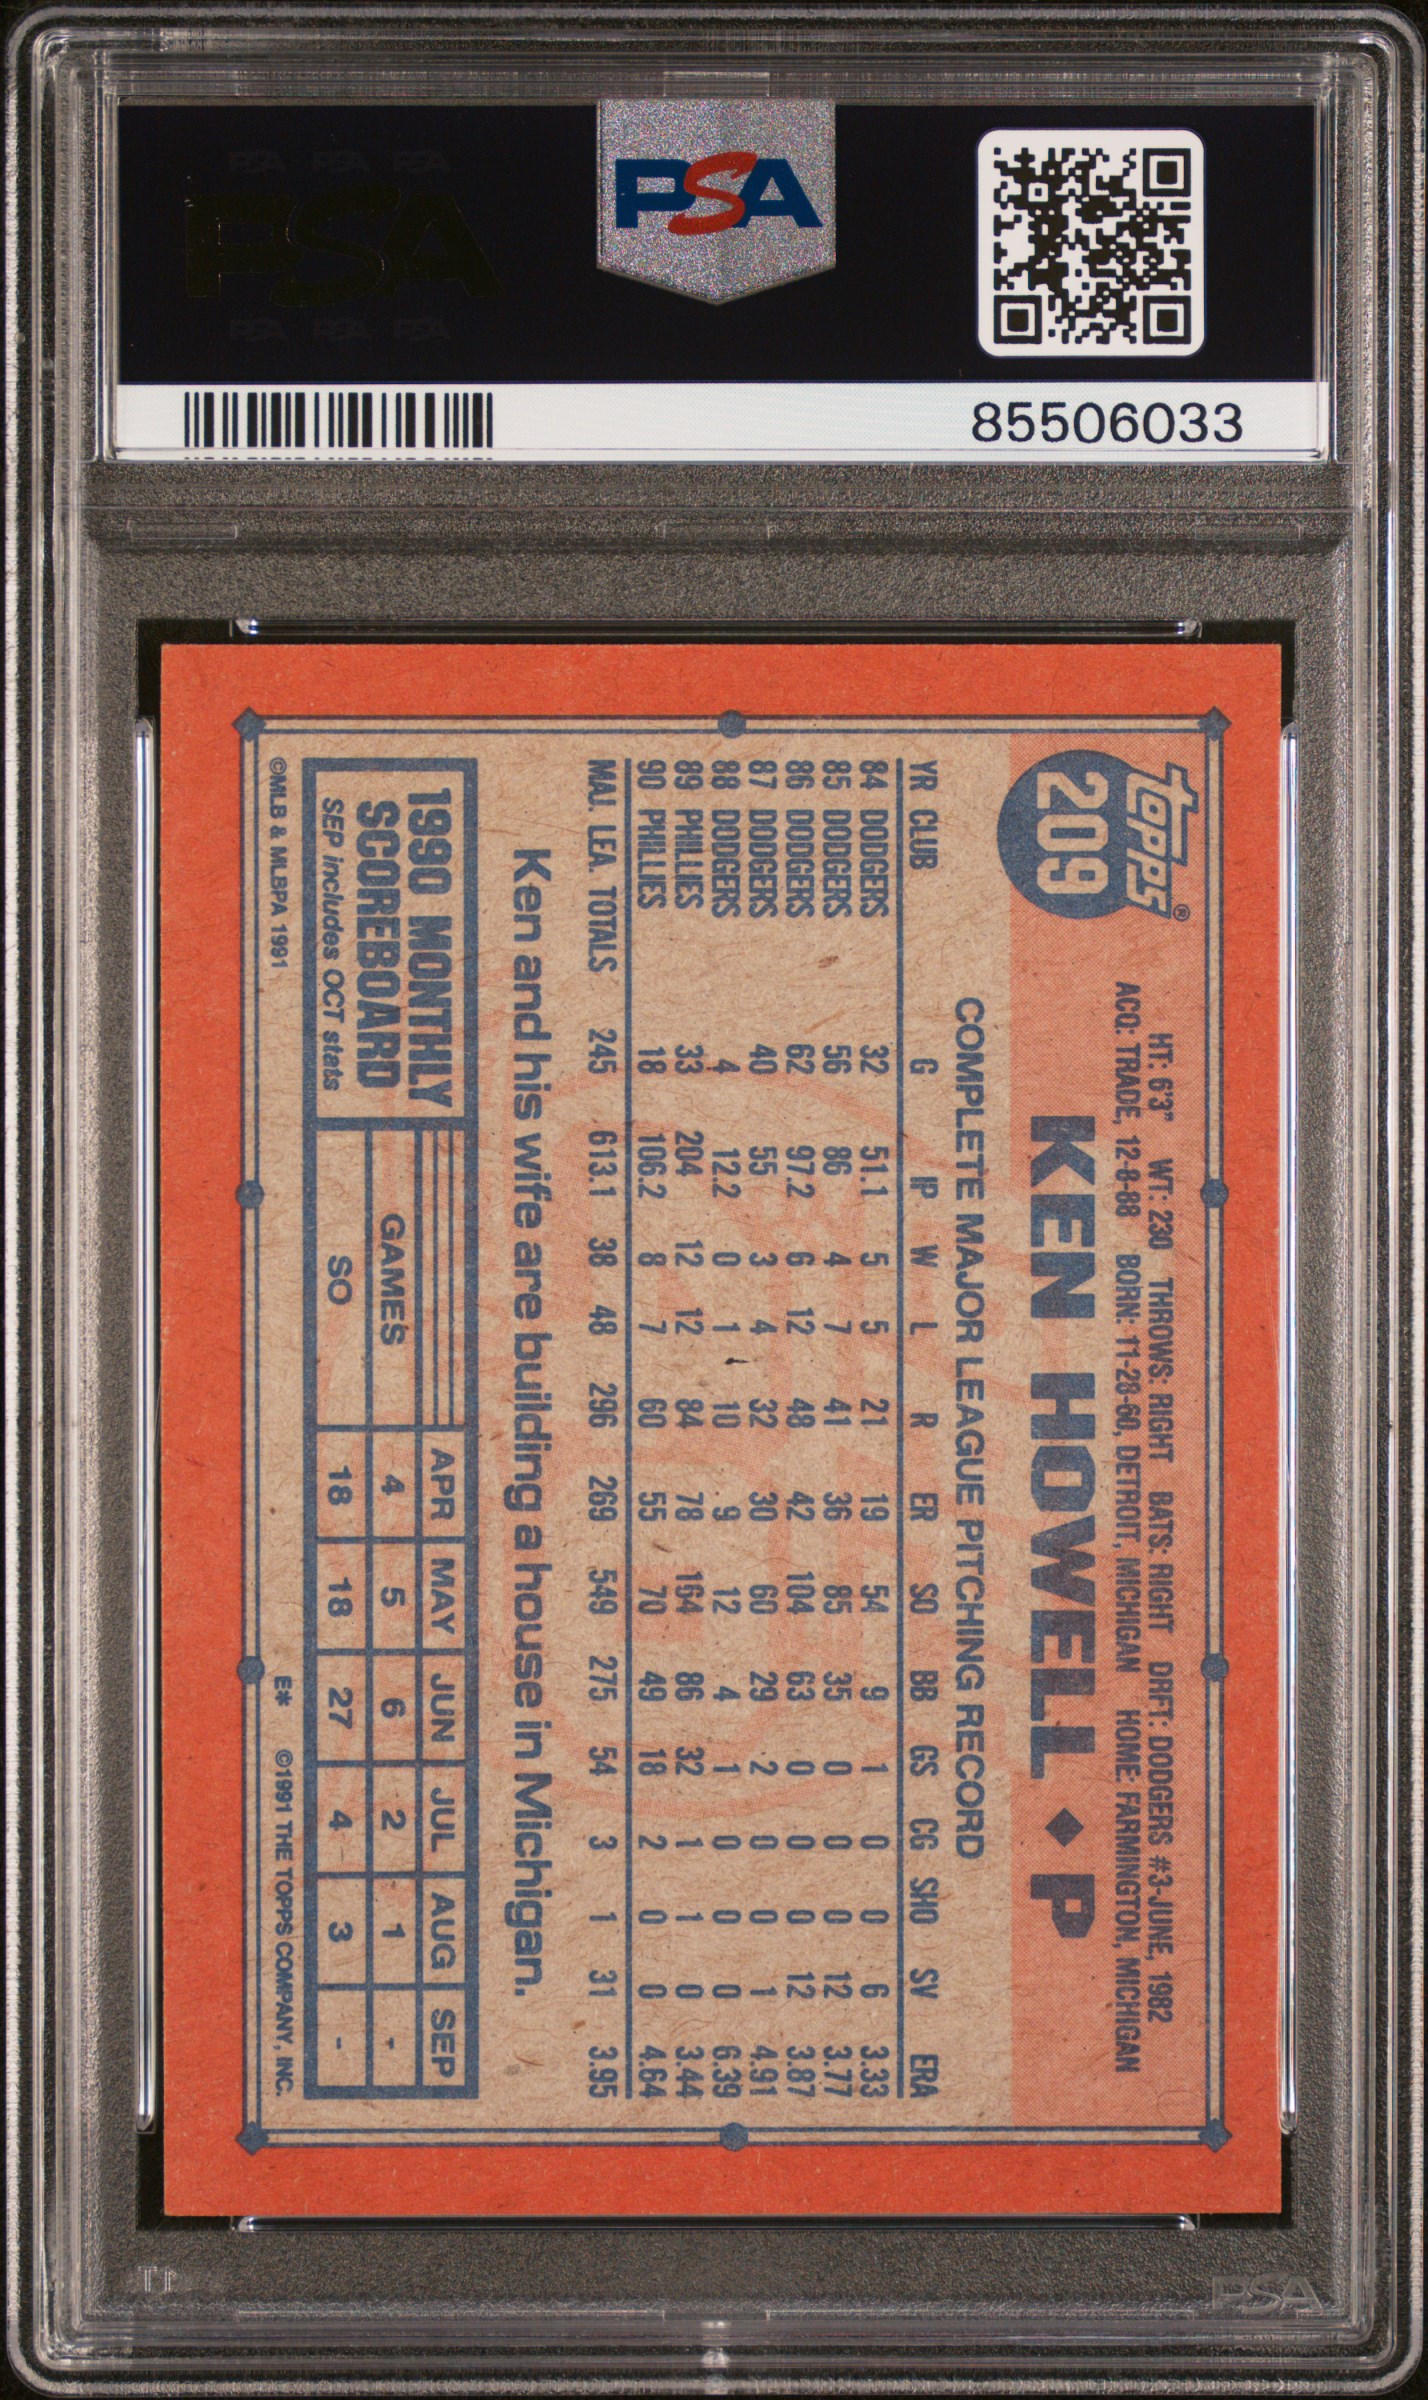 PSA PSA PSA
PSA
PSA PSA PSA
PSA
85506033
Topps®
209
HT: 6'3" WT: 230 THROWS: RIGHT BATS: RIGHT DRFT: DODGERS #3-JUNE, 1982
ACQ: TRADE, 12-8-88 BORN: 11-28-60, DETROIT, MICHIGAN HOME: FARMINGTON, MICHIGAN
KEN HOWELL ◆ P
COMPLETE MAJOR LEAGUE PITCHING RECORD
YR CLUB G IP W L R ER SO BB GS CG SHO SV ERA
84 DODGERS 32 51.1 5 5 21 19 54 9 1 0 0 6 3.33
85 DODGERS 56 86 4 7 41 36 85 35 0 0 0 12 3.77
86 DODGERS 62 97.2 6 12 48 42 104 63 0 0 0 12 3.87
87 DODGERS 40 55 3 4 32 30 60 29 2 0 0 1 4.91
88 DODGERS 4 12.2 0 1 10 9 12 4 1 0 0 0 6.39
89 PHILLIES 33 204 12 12 84 78 164 86 32 1 1 0 3.44
90 PHILLIES 18 106.2 8 7 60 55 70 49 18 2 0 0 4.64
MAJ. LEA. TOTALS 245 613.1 38 48 296 269 549 275 54 3 1 31 3.95
Ken and his wife are building a house in Michigan.
1990 MONTHLY
SCOREBOARD
SEP includes OCT stats
APR MAY JUN JUL AUG SEP
GAMES 4 5 6 2 1 -
SO 18 18 27 4 3 -
©MLB & MLBPA 1991
E* ©1991 THE TOPPS COMPANY, INC.
PSA